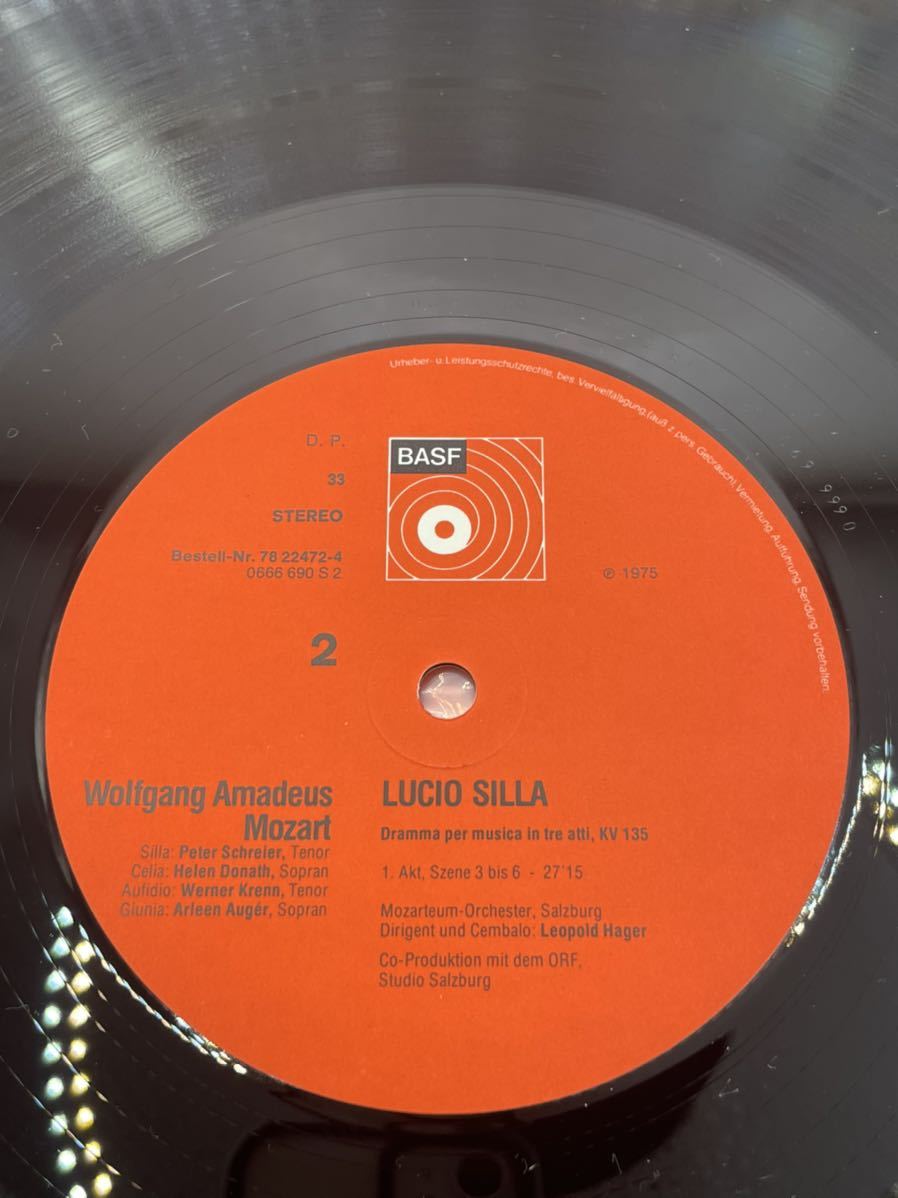 Urheber- u. Leistungsschutzrechte, bes. Vervielfältigung, (auß z. pers. Gebrauch), Vermietung, Aufführung, Sendung vorbehalten.
D. P.
BASF
33
STEREO
Bestell-Nr. 78 22472-4
0666 690 S 2
℗ 1975
2
Wolfgang Amadeus
Mozart
Silla: Peter Schreier, Tenor
Celia: Helen Donath, Sopran
Aufidio: Werner Krenn, Tenor
Giunia: Arleen Augér, Sopran
LUCIO SILLA
Dramma per musica in tre atti, KV 135
1. Akt, Szene 3 bis 6 - 27'15
Mozarteum-Orchester, Salzburg
Dirigent und Cembalo: Leopold Hager
Co-Produktion mit dem ORF,
Studio Salzburg